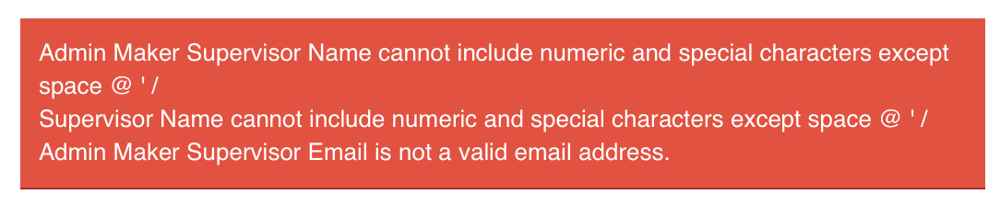 Admin Maker Supervisor Name cannot include numeric and special characters except
space @ ' /
Supervisor Name cannot include numeric and special characters except space @ ' /
Admin Maker Supervisor Email is not a valid email address.